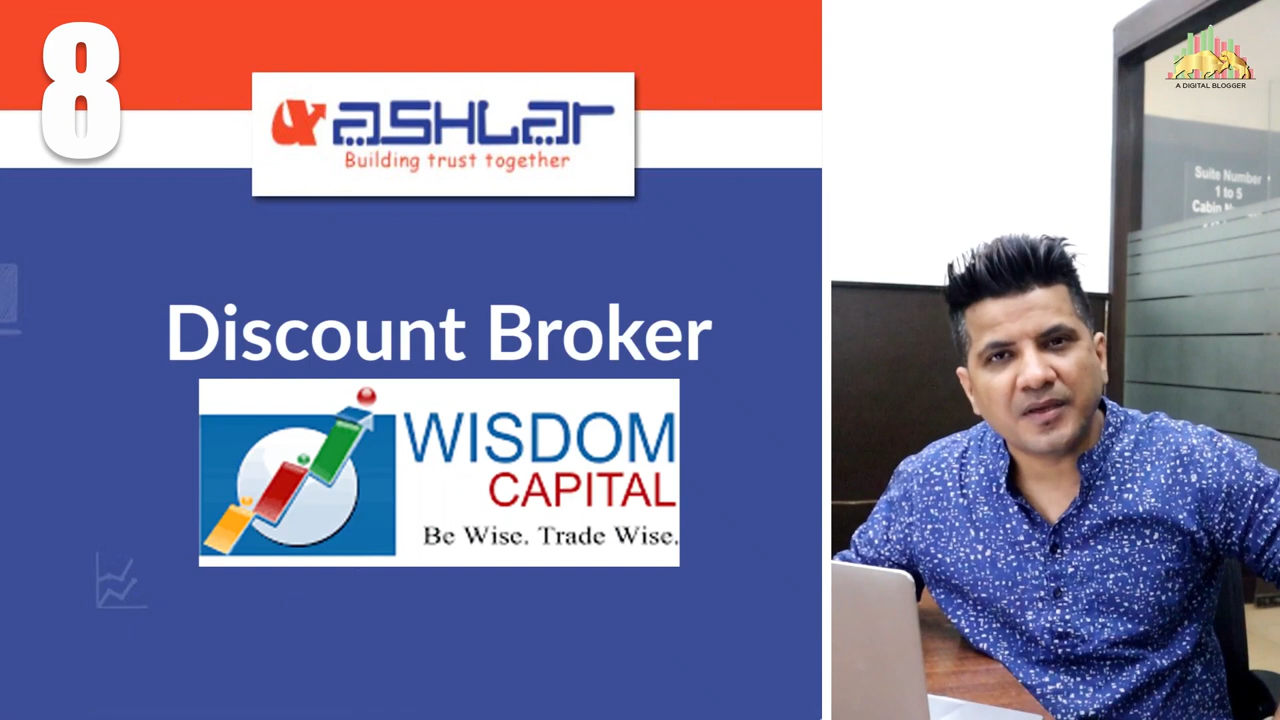 8
ASHLAR
Building trust together
Discount Broker
WISDOM
CAPITAL
Be Wise. Trade Wise.
A DIGITAL BLOGGER
Suite Number
1 to 5
Cabin